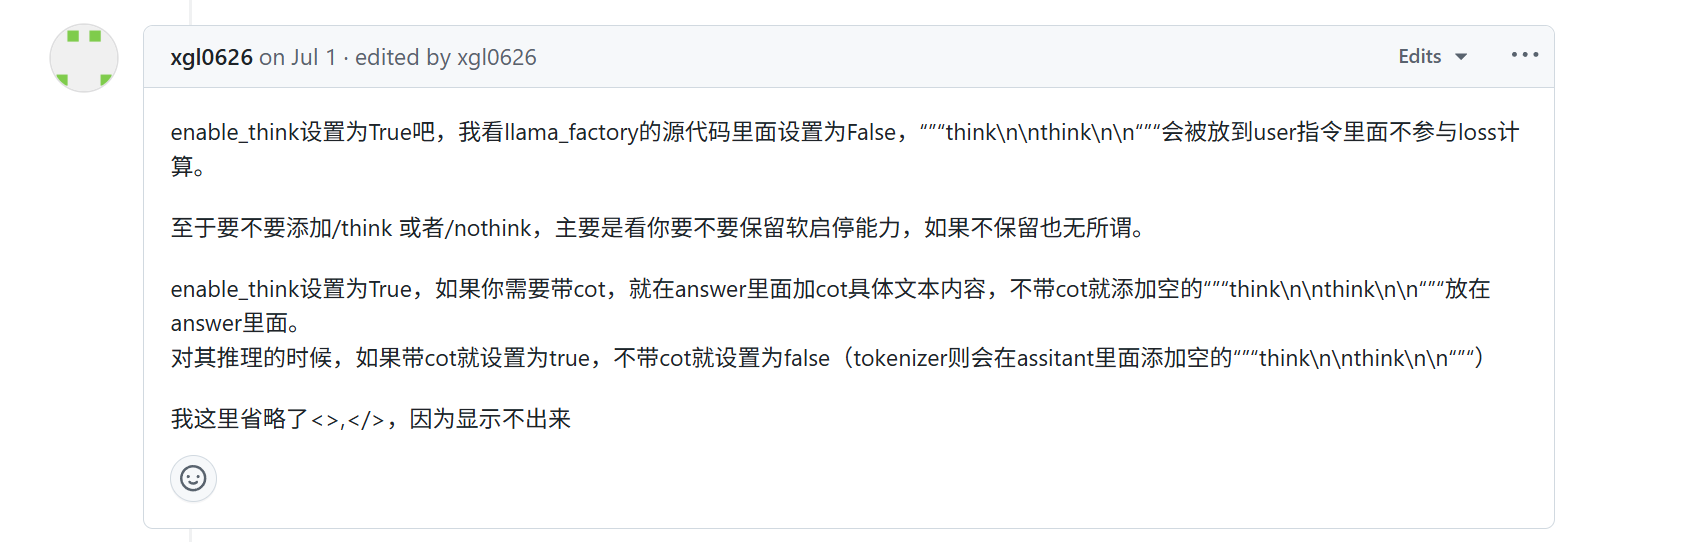 xgl0626 on Jul 1 · edited by xgl0626
Edits
enable_think设置为True吧，我看llama_factory的源代码里面设置为False，“”“think\n\nthink\n\n“”“会被放到user指令里面不参与loss计
算。
至于要不要添加/think 或者/nothink，主要是看你要不要保留软启停能力，如果不保留也无所谓。
enable_think设置为True，如果你需要带cot，就在answer里面加cot具体文本内容，不带cot就添加空的“”“think\n\nthink\n\n“”“放在
answer里面。
对其推理的时候，如果带cot就设置为true，不带cot就设置为false（tokenizer则会在assitant里面添加空的“”“think\n\nthink\n\n“”“）
我这里省略了<>,</>，因为显示不出来